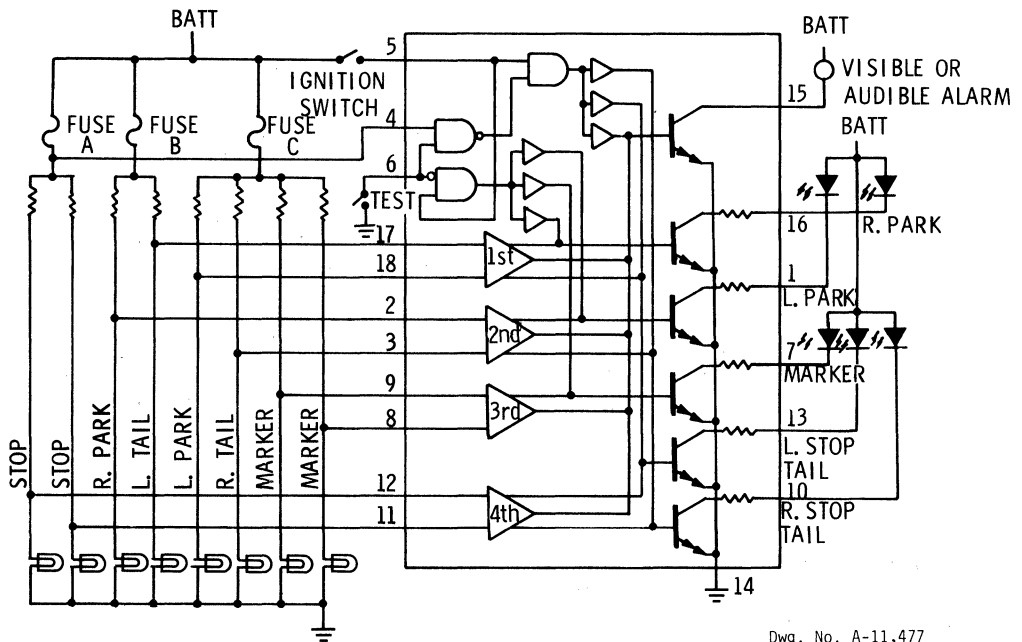 BATT
IGNITION
SWITCH
FUSE
A
FUSE
B
FUSE
C
5
4
6
TEST
17
18
2
3
9
8
12
11
1st
2nd
3rd
4th
STOP
STOP
R. PARK
L. TAIL
L. PARK
R. TAIL
MARKER
MARKER
BATT
VISIBLE OR
AUDIBLE ALARM
15
BATT
16
R. PARK
1
L. PARK
7
MARKER
13
L. STOP
TAIL
10
R. STOP
TAIL
14
Dwg. No. A-11,477